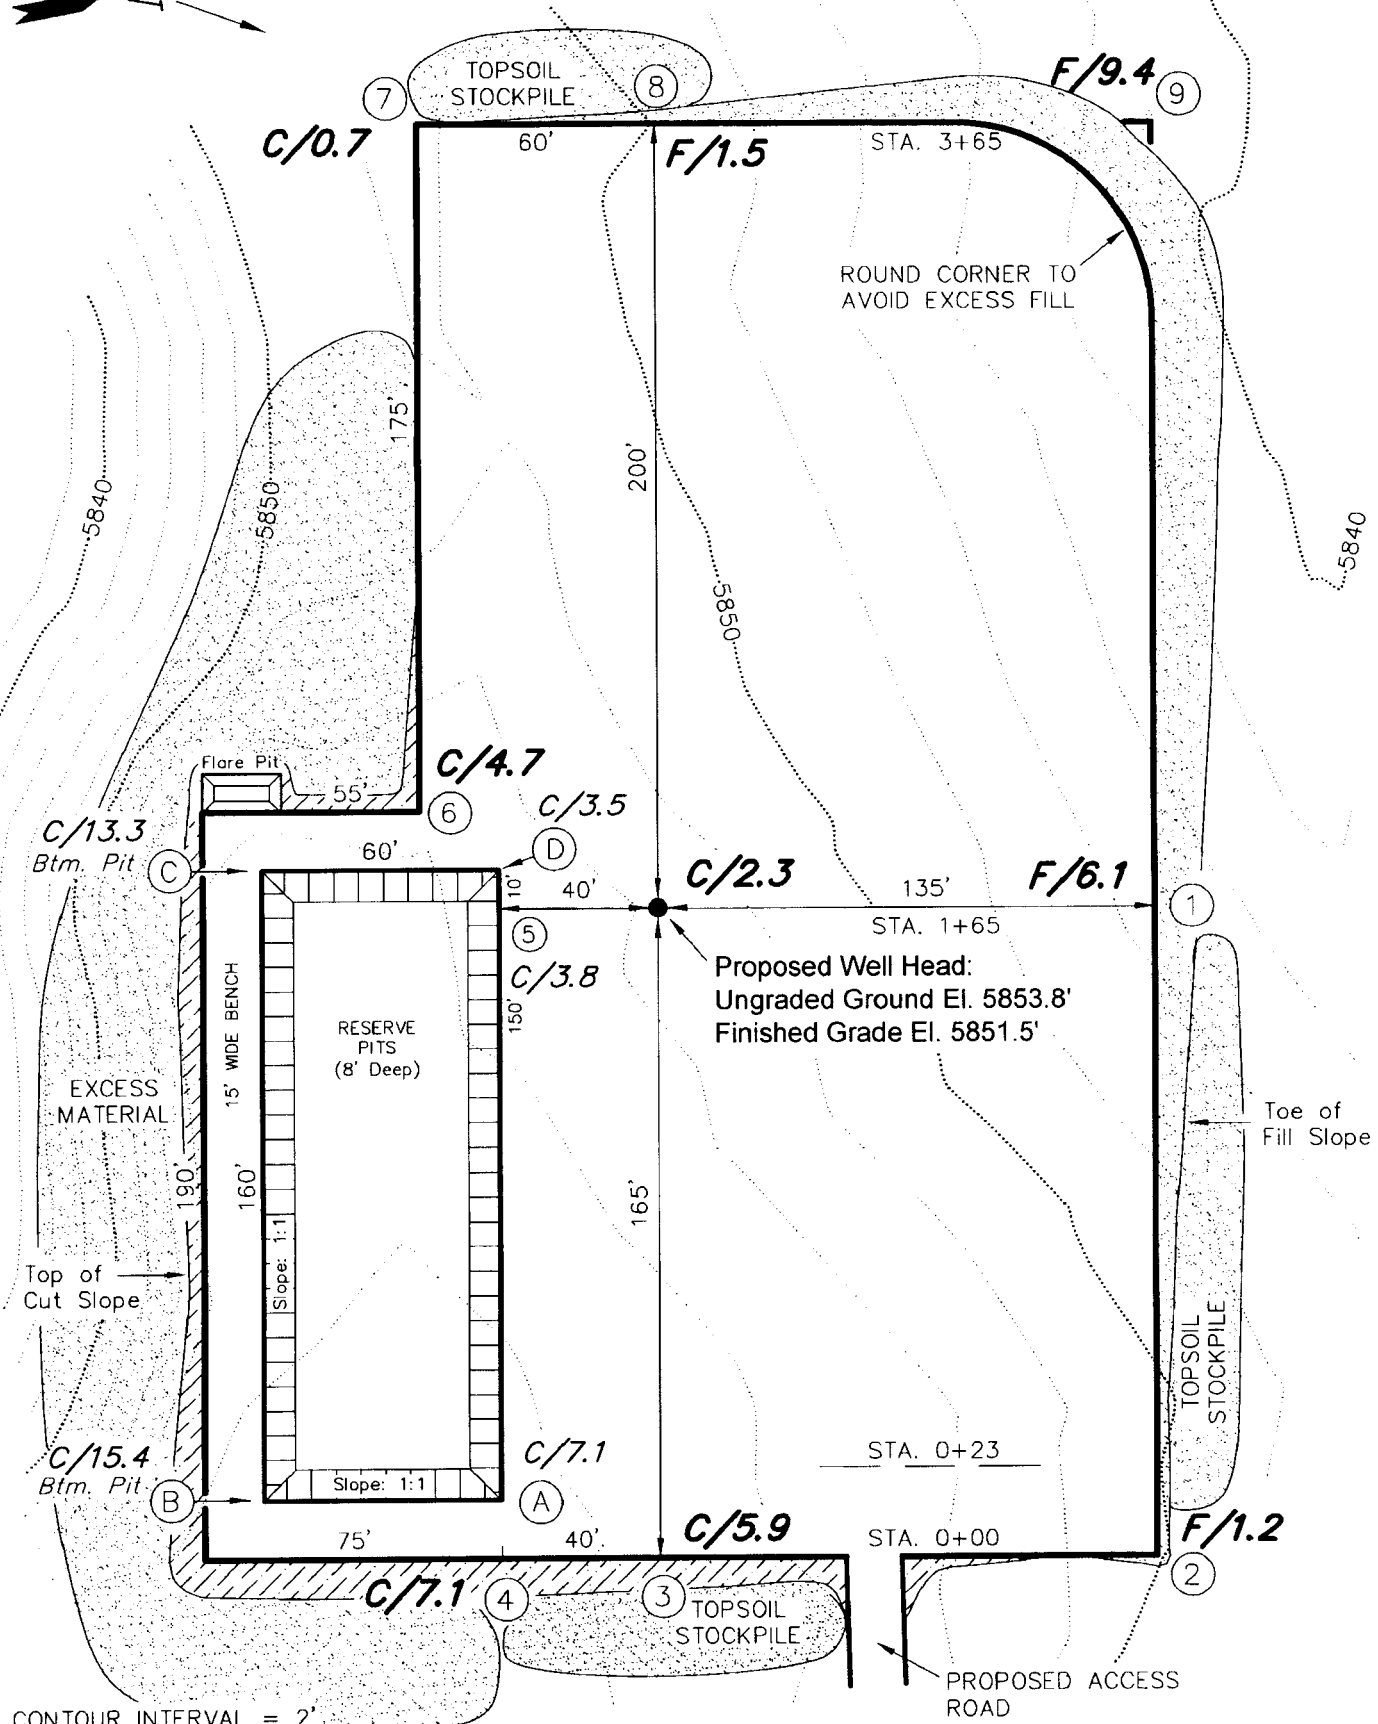 TOPSOIL
STOCKPILE
7
8
F/9.4
9
C/0.7
60'
F/1.5
STA. 3+65
ROUND CORNER TO
AVOID EXCESS FILL
175'
200'
5840
5850
5840
5850
Flare Pit
55'
C/4.7
6
C/3.5
C/13.3
Btm. Pit
C
60'
D
10'
40'
C/2.3
135'
F/6.1
1
STA. 1+65
5
C/3.8
Proposed Well Head:
Ungraded Ground El. 5853.8'
Finished Grade El. 5851.5'
15' WIDE BENCH
150'
RESERVE
PITS
(8' Deep)
EXCESS
MATERIAL
Toe of
Fill Slope
190'
160'
165'
Slope: 1:1
Top of
Cut Slope
TOPSOIL
STOCKPILE
C/15.4
Btm. Pit
B
C/7.1
Slope: 1:1
A
STA. 0+23
75'
40'
C/5.9
STA. 0+00
F/1.2
2
C/7.1
4
3
TOPSOIL
STOCKPILE
PROPOSED ACCESS
ROAD
CONTOUR INTERVAL = 2'